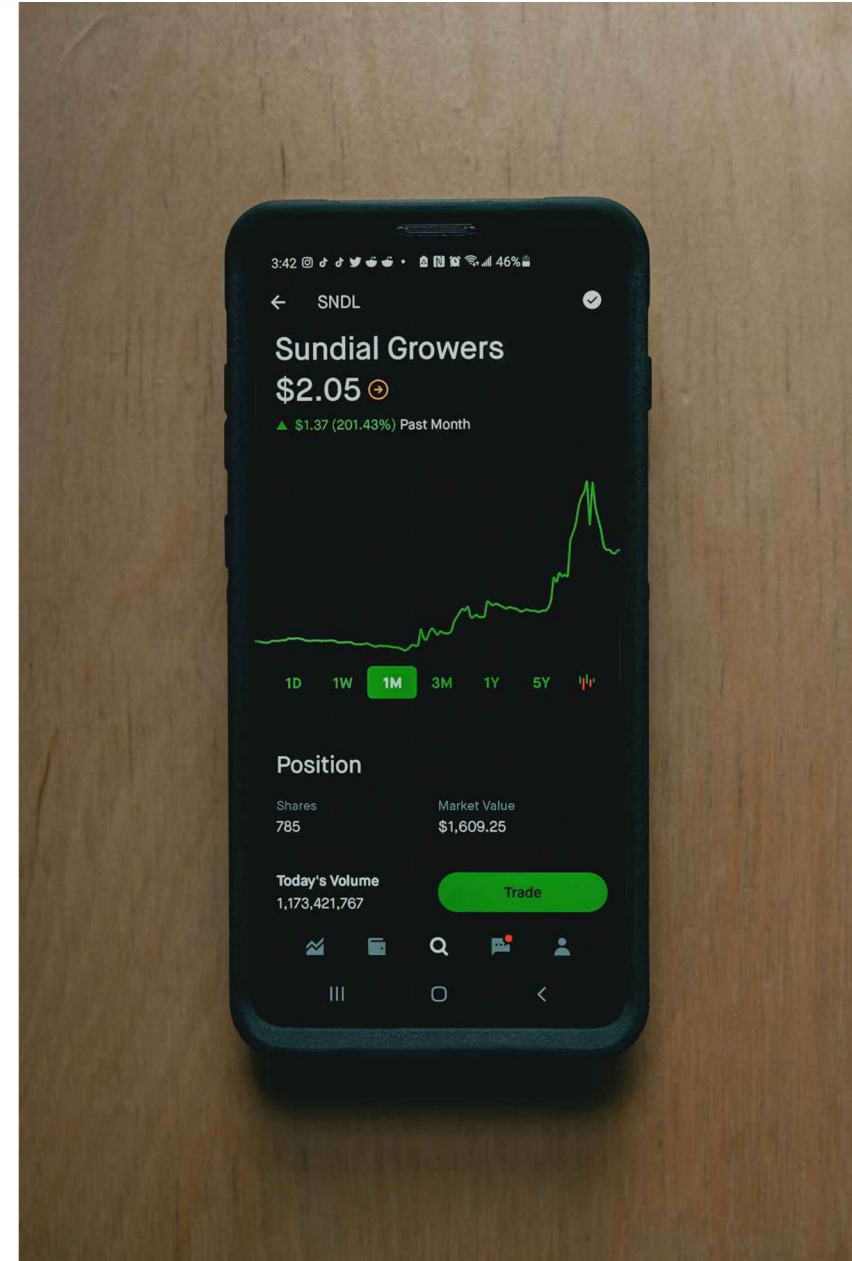 3:42 46%
SNDL
Sundial Growers
$2.05
$1.37 (201.43%) Past Month
1D 1W 1M 3M 1Y 5Y
Position
Shares Market Value
785 $1,609.25
Today's Volume
1,173,421,767
Trade